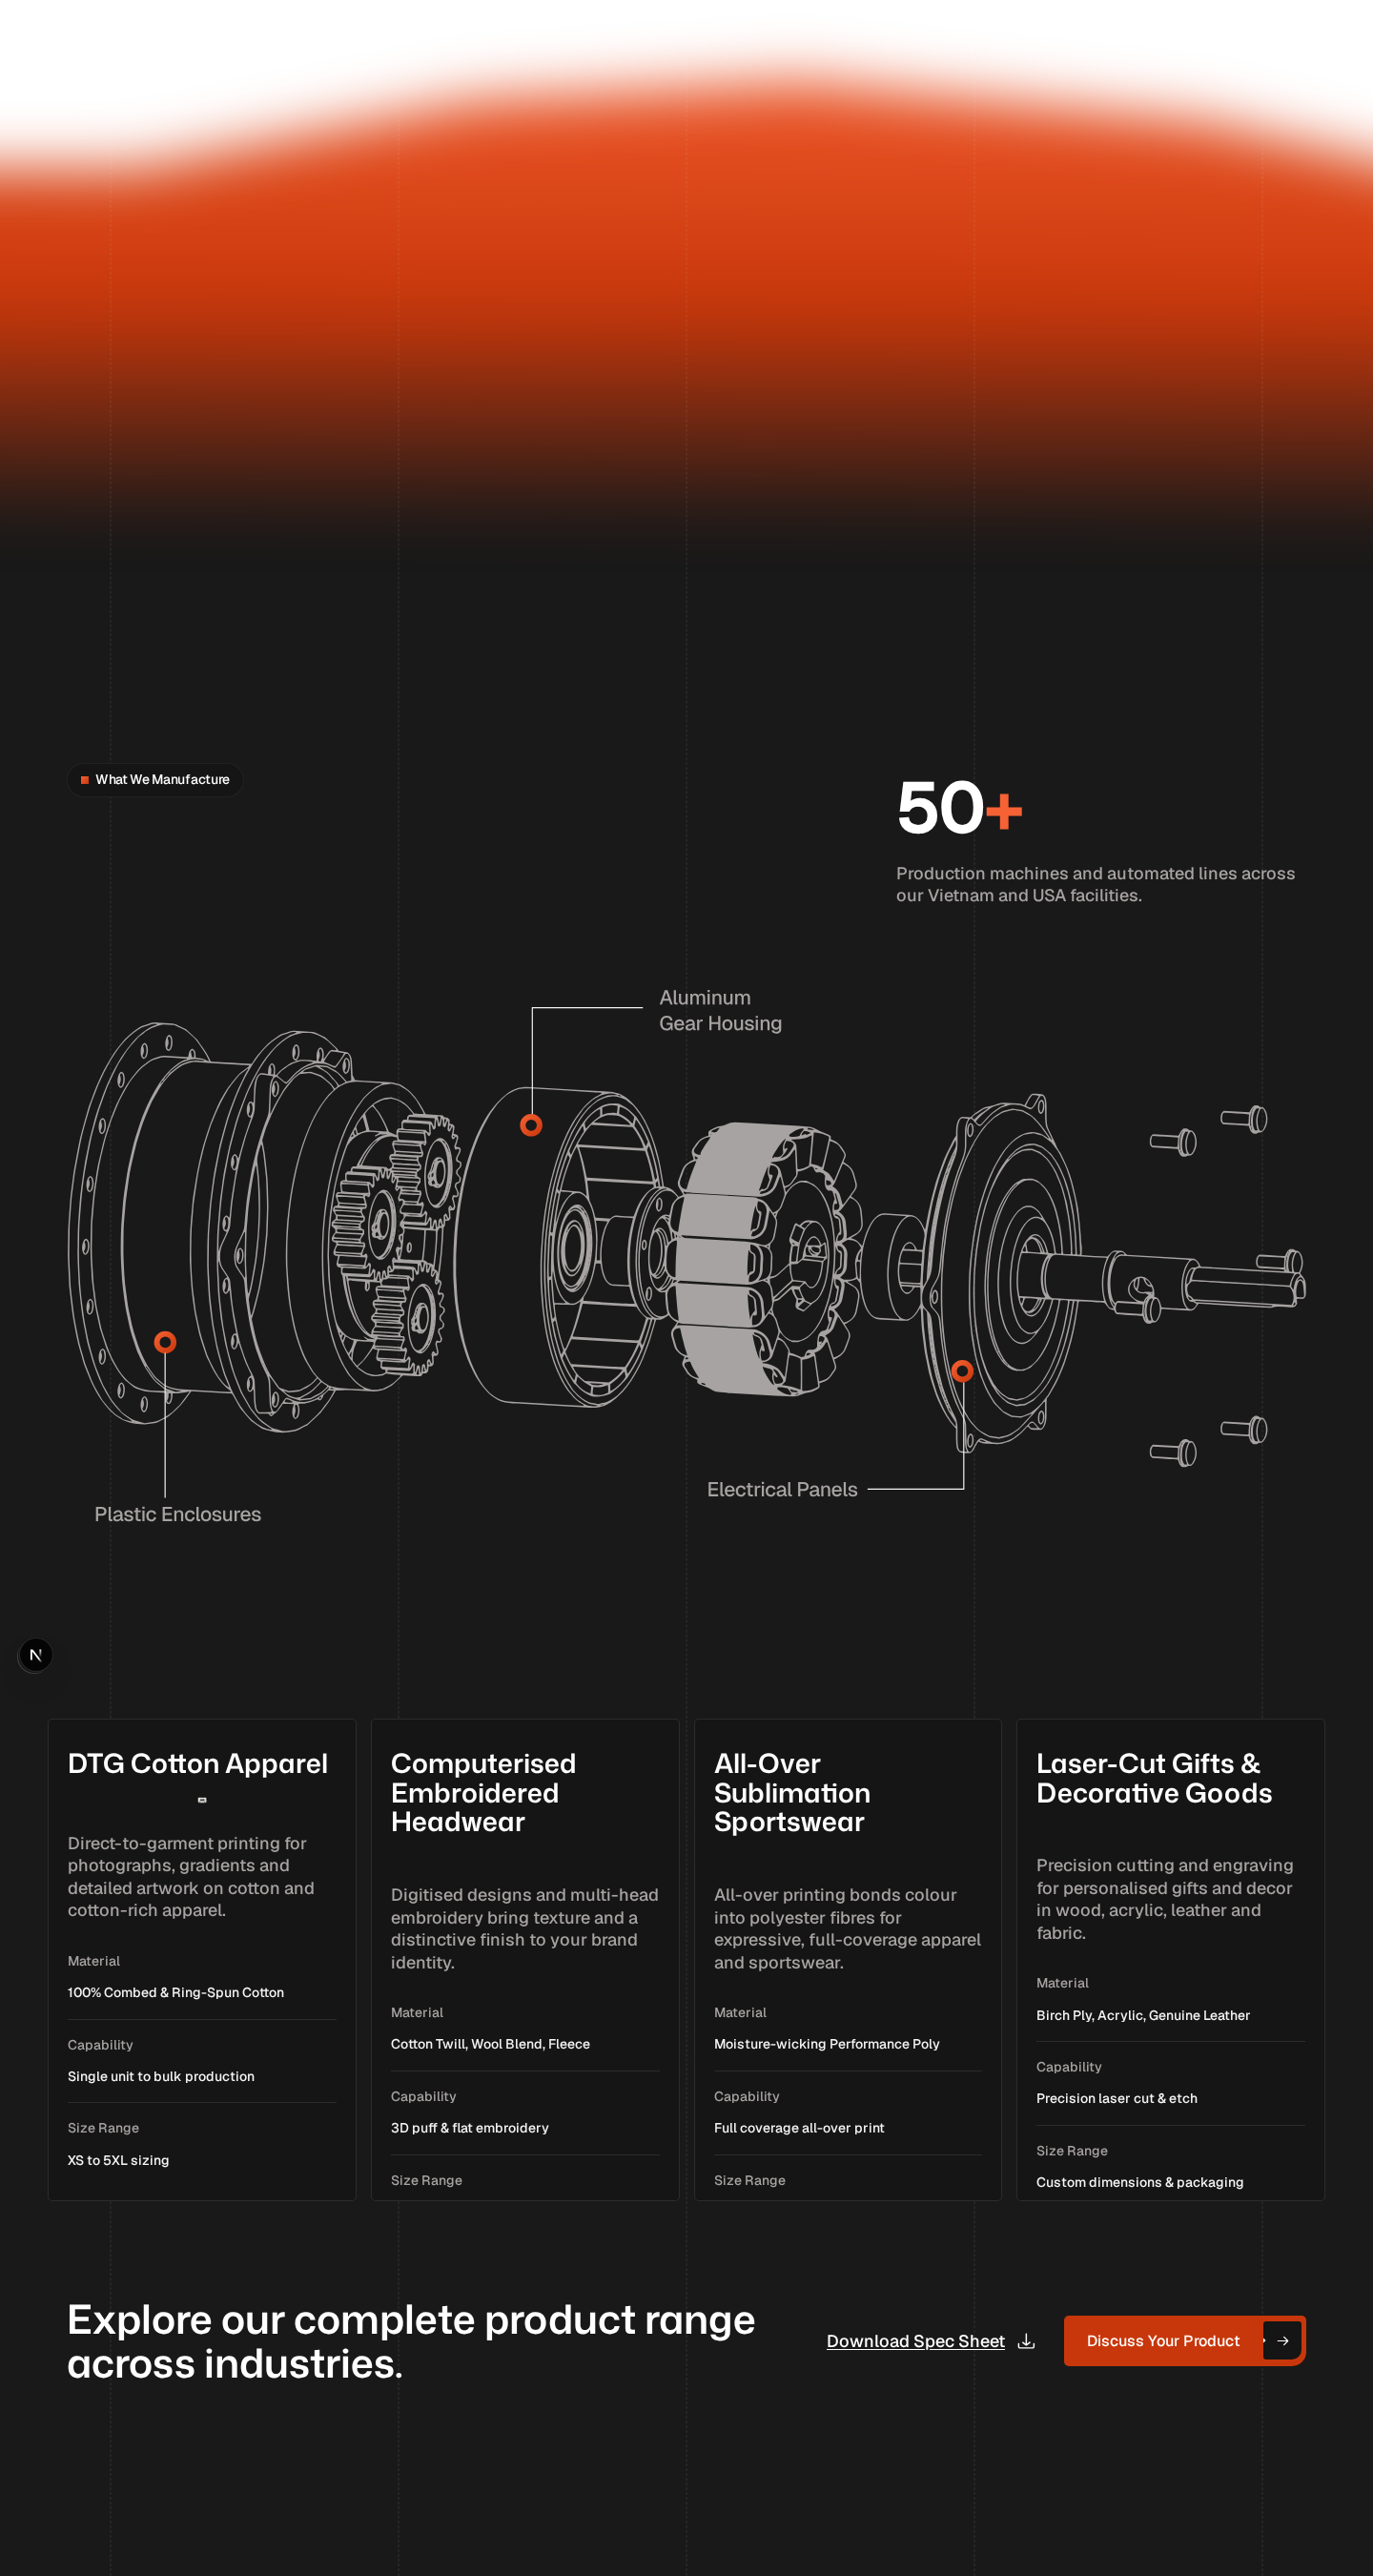 What We Manufacture
50+
Production machines and automated lines across
our Vietnam and USA facilities.
Aluminum
Gear Housing
Plastic Enclosures
Electrical Panels
N
DTG Cotton Apparel
Direct-to-garment printing for
photographs, gradients and
detailed artwork on cotton and
cotton-rich apparel.
Material
100% Combed & Ring-Spun Cotton
Capability
Single unit to bulk production
Size Range
XS to 5XL sizing
Computerised
Embroidered
Headwear
Digitised designs and multi-head
embroidery bring texture and a
distinctive finish to your brand
identity.
Material
Cotton Twill, Wool Blend, Fleece
Capability
3D puff & flat embroidery
Size Range
All-Over
Sublimation
Sportswear
All-over printing bonds colour
into polyester fibres for
expressive, full-coverage apparel
and sportswear.
Material
Moisture-wicking Performance Poly
Capability
Full coverage all-over print
Size Range
Laser-Cut Gifts &
Decorative Goods
Precision cutting and engraving
for personalised gifts and decor
in wood, acrylic, leather and
fabric.
Material
Birch Ply, Acrylic, Genuine Leather
Capability
Precision laser cut & etch
Size Range
Custom dimensions & packaging
Explore our complete product range
across industries.
Download Spec Sheet
Discuss Your Product